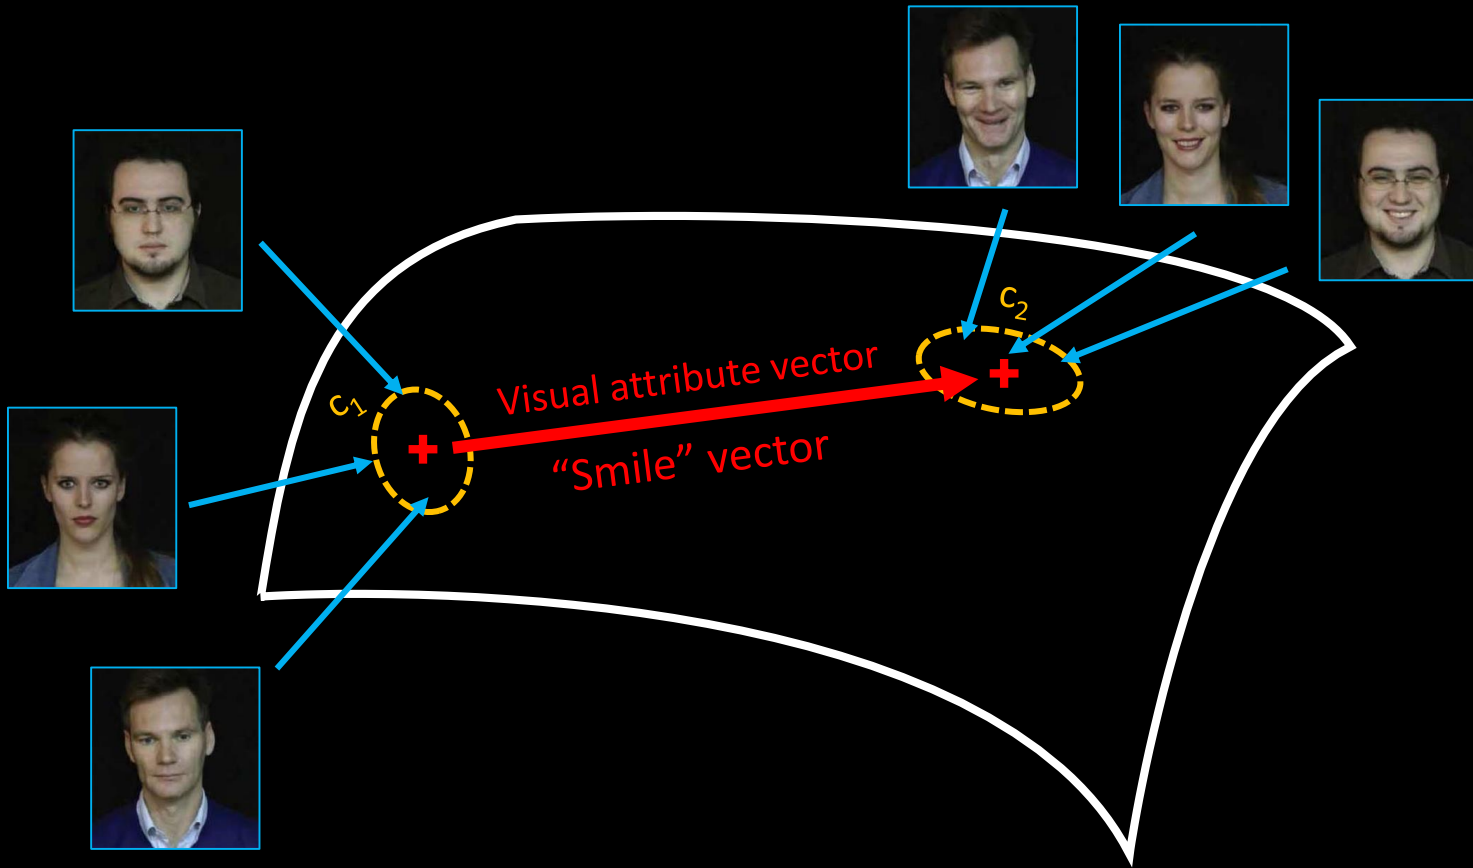 c₂
c₁
Visual attribute vector
“Smile” vector